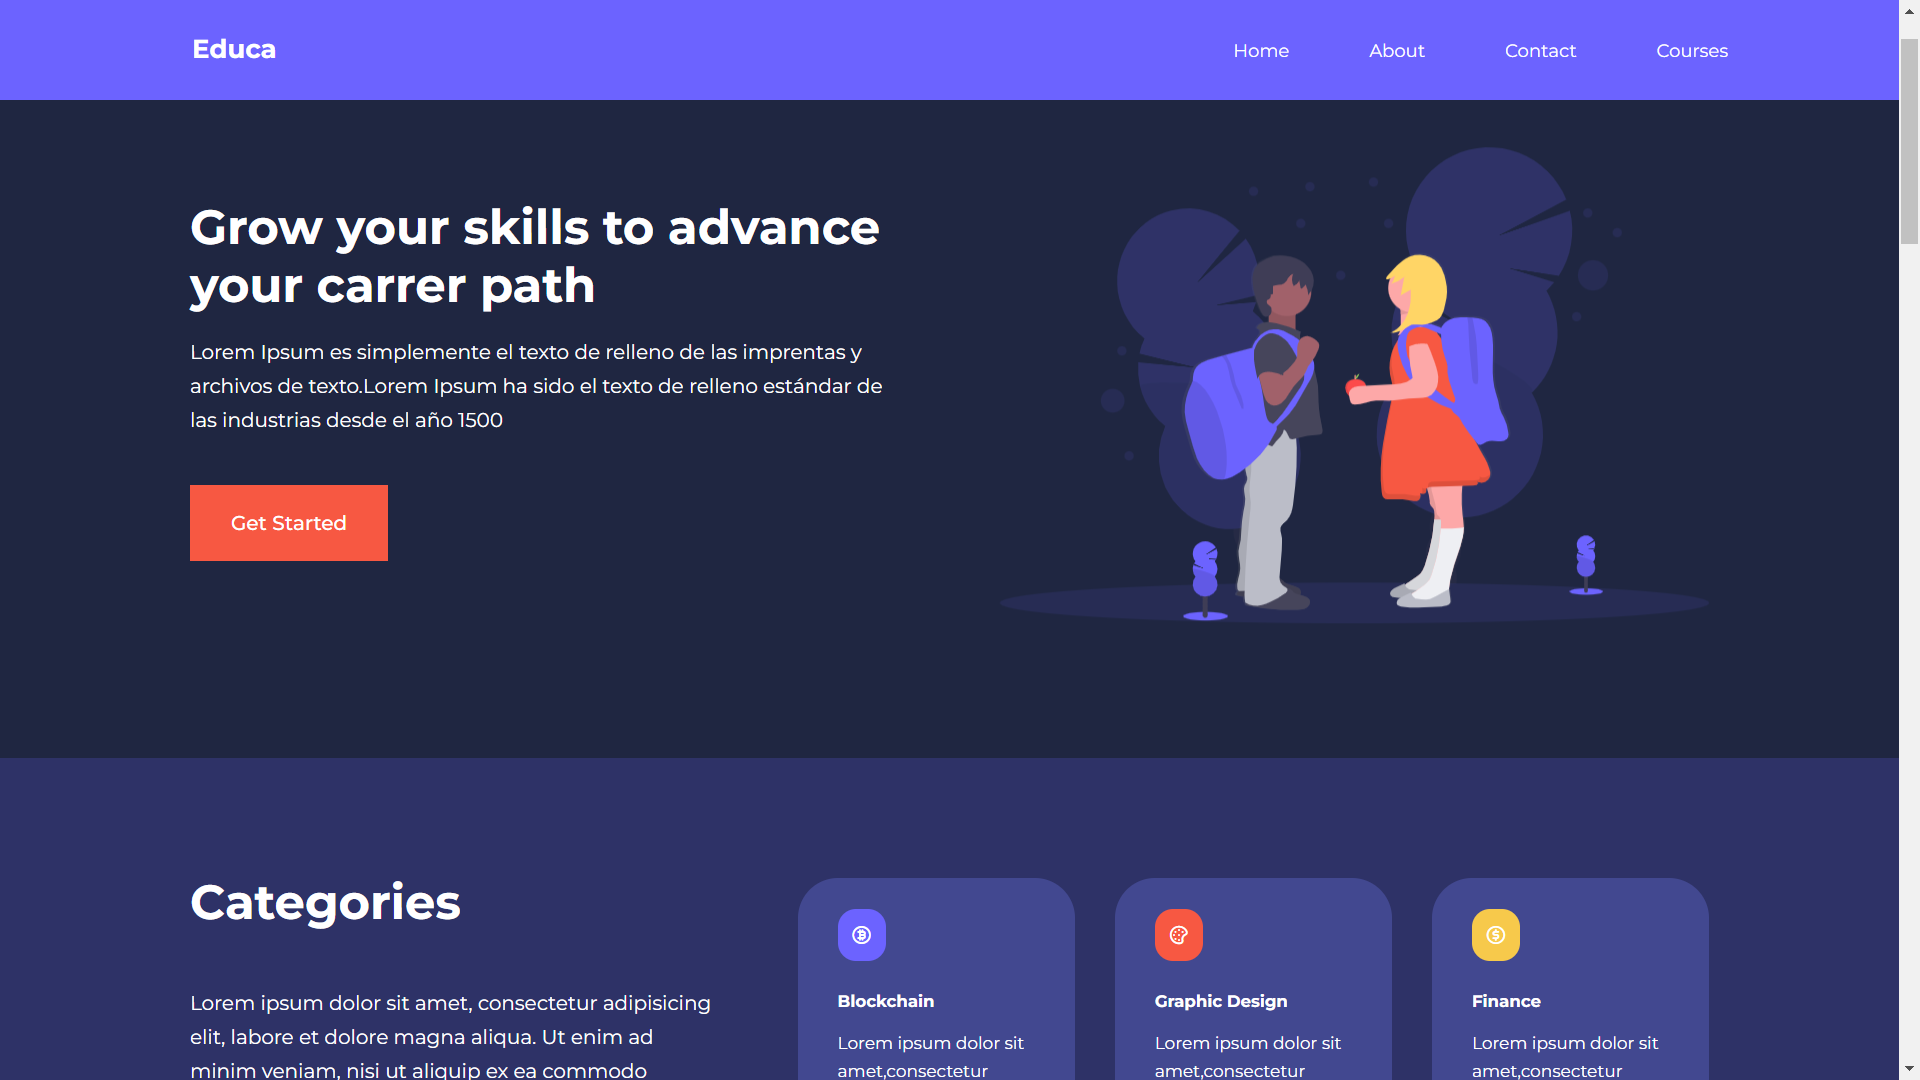 Educa
Home
About
Contact
Courses
Grow your skills to advance
your carrer path
Lorem Ipsum es simplemente el texto de relleno de las imprentas y
archivos de texto.Lorem Ipsum ha sido el texto de relleno estándar de
las industrias desde el año 1500
Get Started
Categories
Lorem ipsum dolor sit amet, consectetur adipisicing
elit, labore et dolore magna aliqua. Ut enim ad
minim veniam, nisi ut aliquip ex ea commodo
Blockchain
Lorem ipsum dolor sit
amet,consectetur
Graphic Design
Lorem ipsum dolor sit
amet,consectetur
Finance
Lorem ipsum dolor sit
amet,consectetur